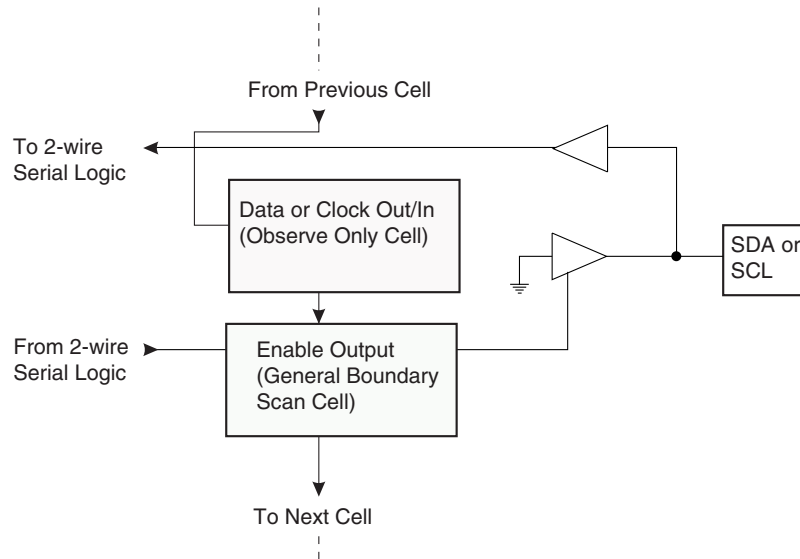 From Previous Cell
To 2-wire
Serial Logic
Data or Clock Out/In
(Observe Only Cell)
SDA or
SCL
From 2-wire
Serial Logic
Enable Output
(General Boundary
Scan Cell)
To Next Cell